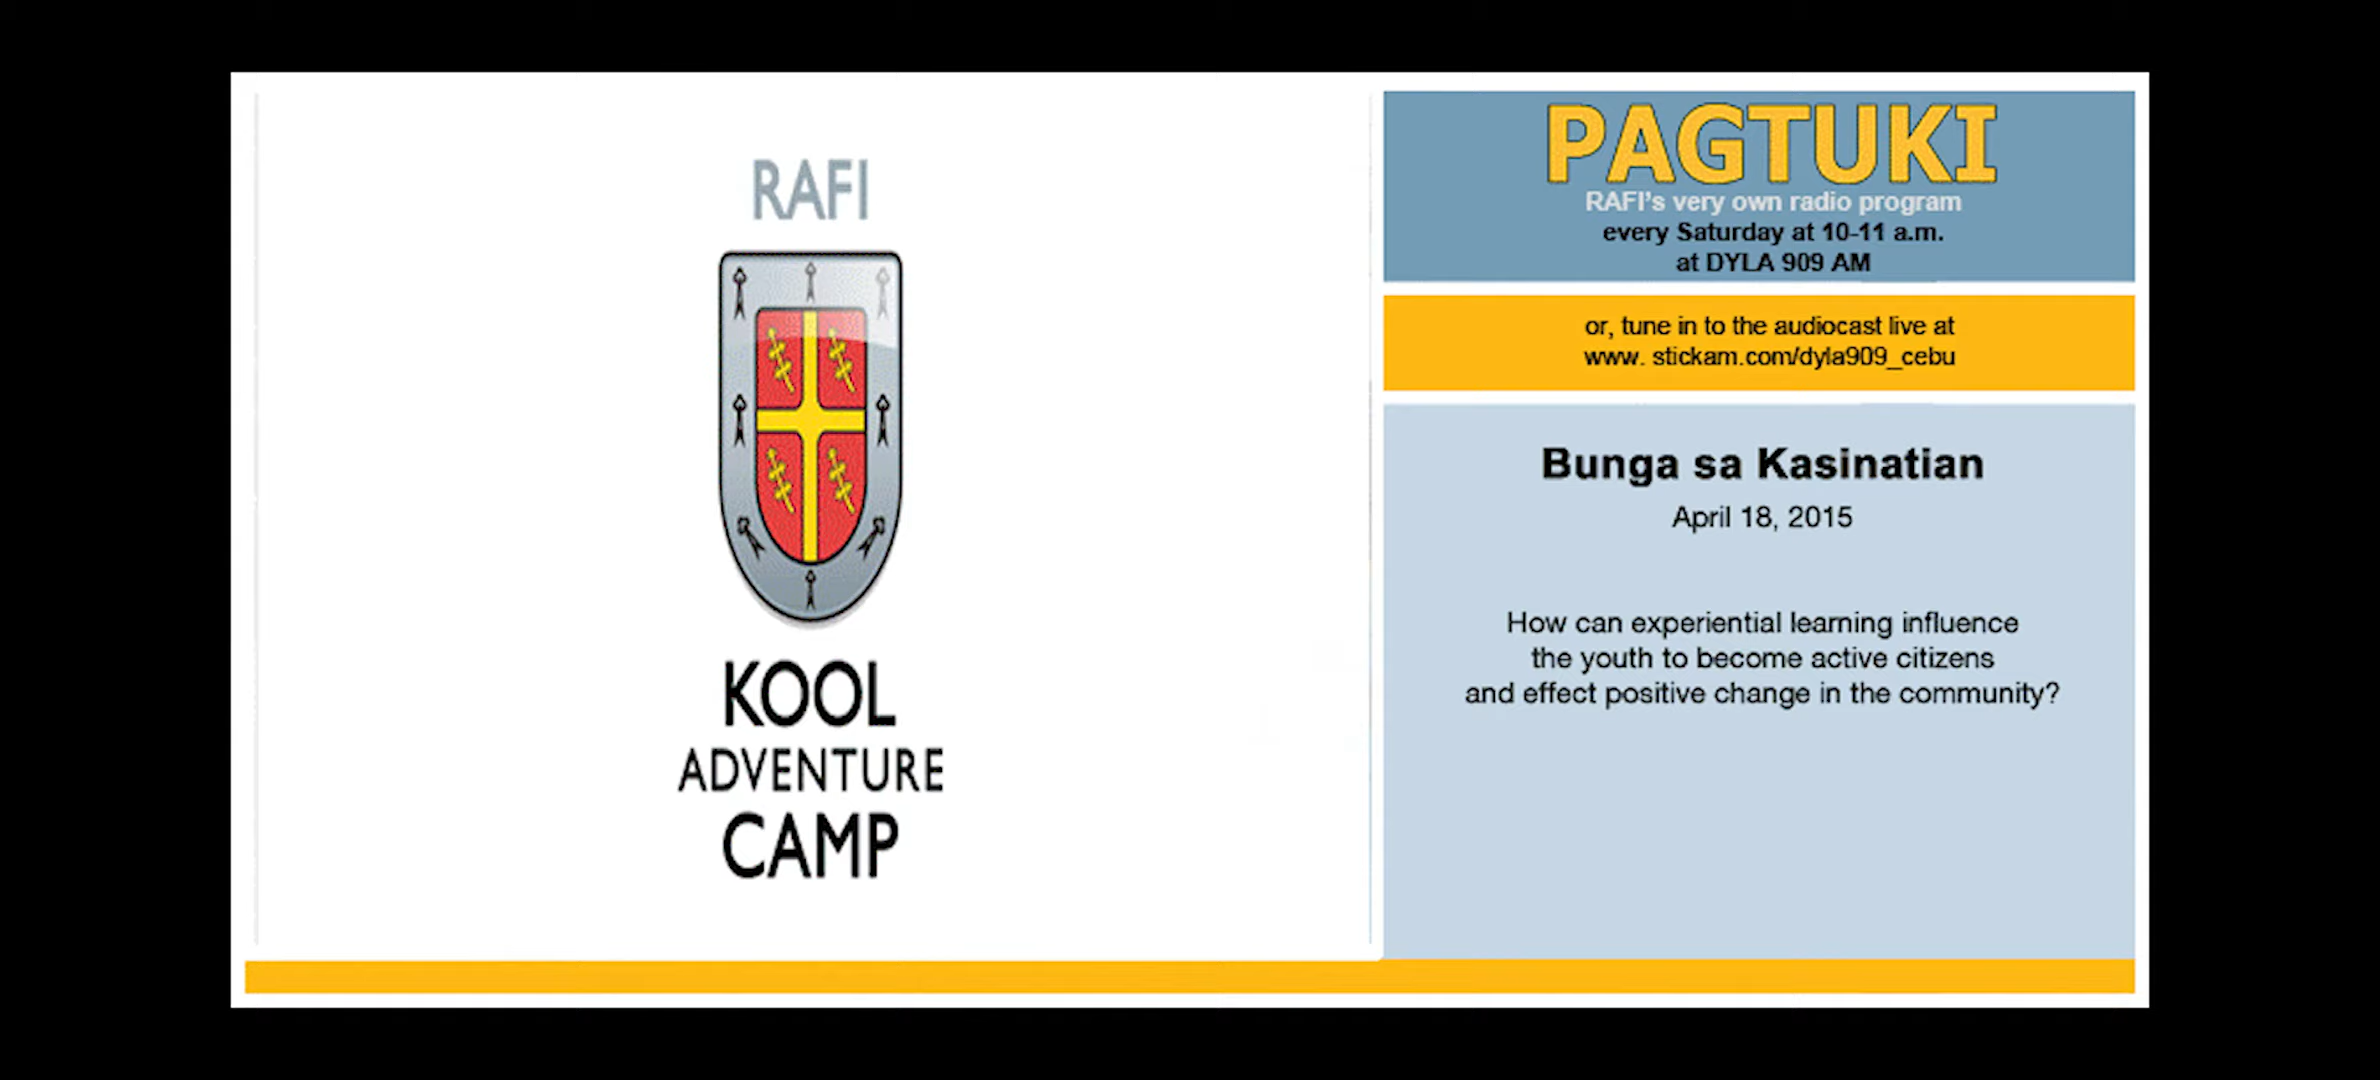 RAFI
KOOL
ADVENTURE
CAMP
PAGTUKI
RAFI's very own radio program
every Saturday at 10-11 a.m.
at DYLA 909 AM
or, tune in to the audiocast live at
www. stickam.com/dyla909_cebu
Bunga sa Kasinatian
April 18, 2015
How can experiential learning influence
the youth to become active citizens
and effect positive change in the community?